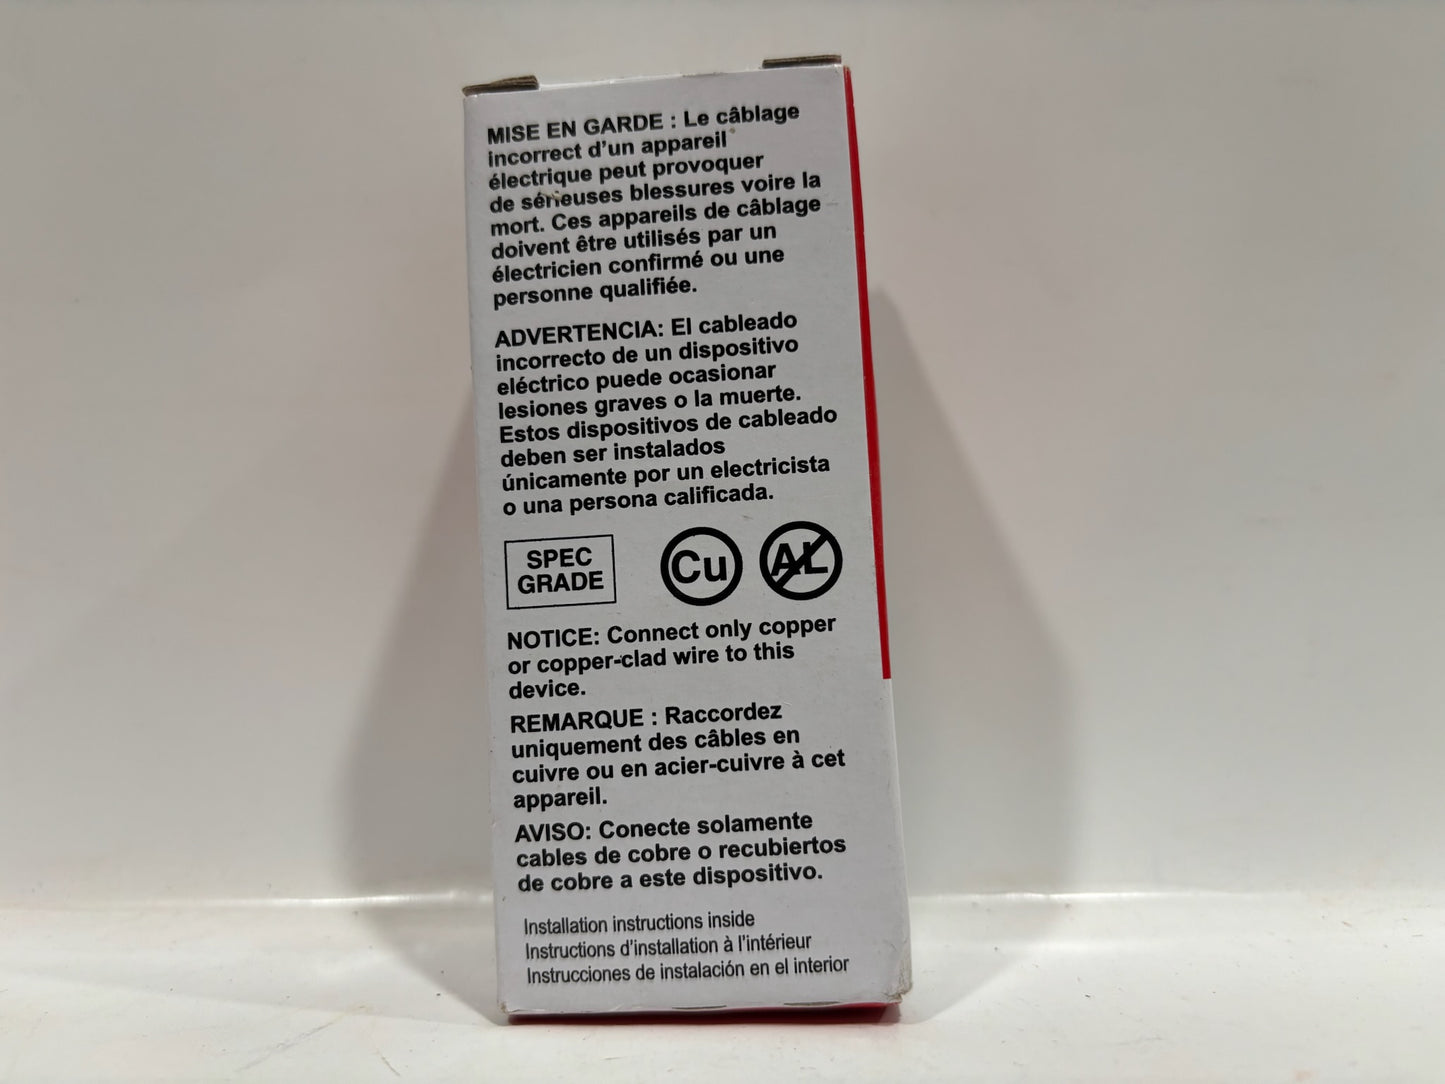 MISE EN GARDE : Le câblage
incorrect d'un appareil
électrique peut provoquer
de sérieuses blessures voire la
mort. Ces appareils de câblage
doivent être utilisés par un
électricien confirmé ou une
personne qualifiée.
ADVERTENCIA: El cableado
incorrecto de un dispositivo
eléctrico puede ocasionar
lesiones graves o la muerte.
Estos dispositivos de cableado
deben ser instalados
únicamente por un electricista
o una persona calificada.
SPEC
GRADE
Cu
AL
NOTICE: Connect only copper
or copper-clad wire to this
device.
REMARQUE : Raccordez
uniquement des câbles en
cuivre ou en acier-cuivre à cet
appareil.
AVISO: Conecte solamente
cables de cobre o recubiertos
de cobre a este dispositivo.
Installation instructions inside
Instructions d'installation à l'intérieur
Instrucciones de instalación en el interior